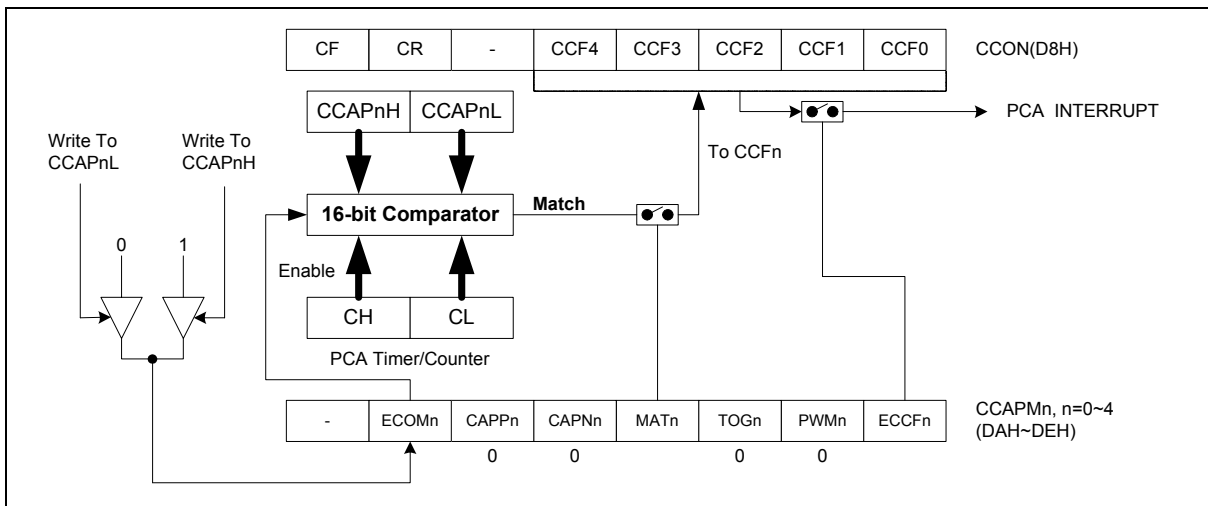 CF CR - CCF4 CCF3 CCF2 CCF1 CCF0 CCON(D8H)
CCAPnH CCAPnL
PCA INTERRUPT
Write To
CCAPnL
Write To
CCAPnH
To CCFn
16-bit Comparator
Match
0 1
Enable
CH CL
PCA Timer/Counter
- ECOMn CAPPn CAPNn MATn TOGn PWMn ECCFn
CCAPMn, n=0~4
(DAH~DEH)
0 0 0 0